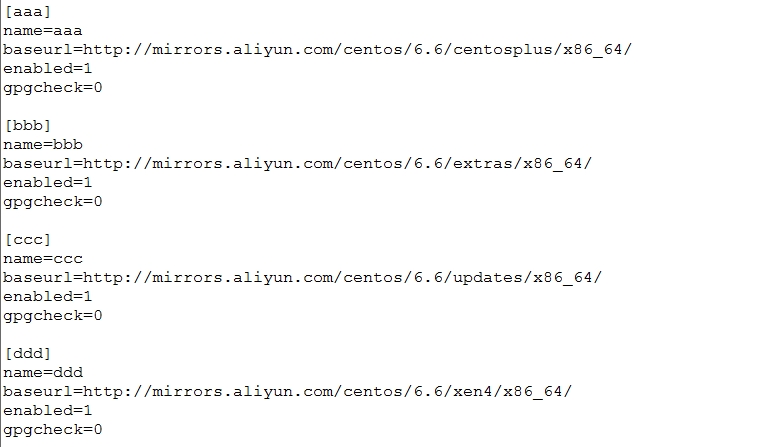 [aaa]
name=aaa
baseurl=http://mirrors.aliyun.com/centos/6.6/centosplus/x86_64/
enabled=1
gpgcheck=0
[bbb]
name=bbb
baseurl=http://mirrors.aliyun.com/centos/6.6/extras/x86_64/
enabled=1
gpgcheck=0
[ccc]
name=ccc
baseurl=http://mirrors.aliyun.com/centos/6.6/updates/x86_64/
enabled=1
gpgcheck=0
[ddd]
name=ddd
baseurl=http://mirrors.aliyun.com/centos/6.6/xen4/x86_64/
enabled=1
gpgcheck=0